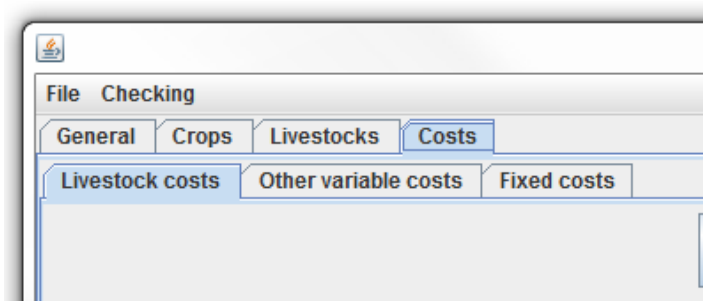 File Checking
General Crops Livestocks Costs
Livestock costs Other variable costs Fixed costs